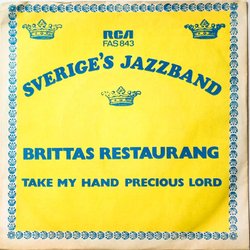 RCA
FAS 843
SVERIGE'S JAZZBAND
BRITTAS RESTAURANG
TAKE MY HAND PRECIOUS LORD